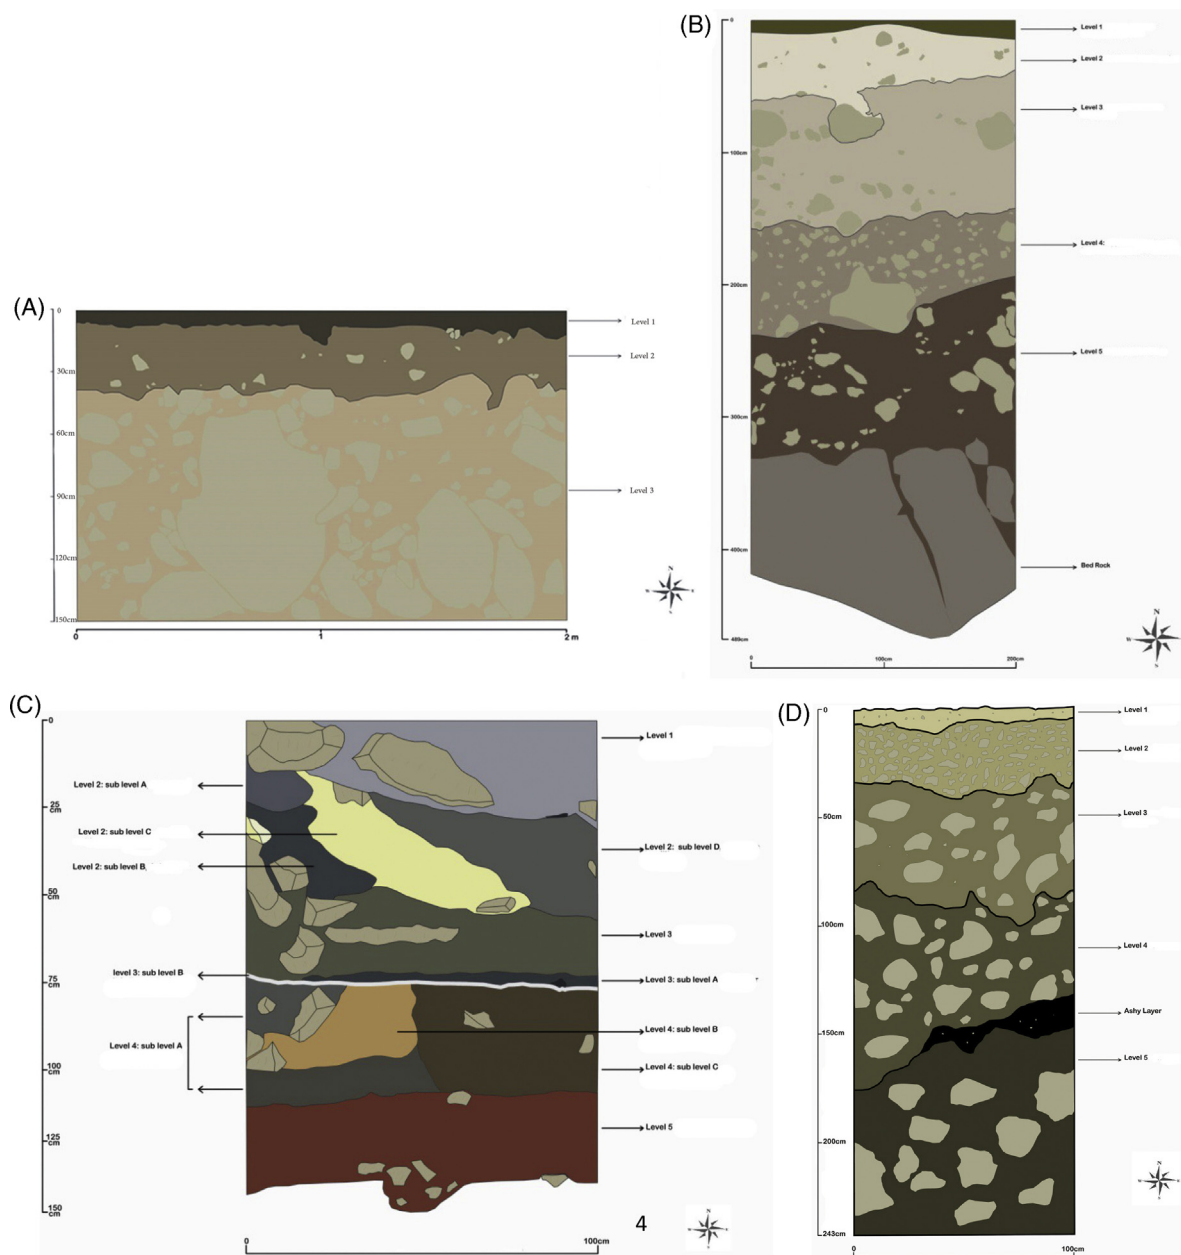 (A)
0
30cm
60cm
90cm
120cm
150cm
Level 1
Level 2
Level 3
0
1
2 m
N
W
E
S
(B)
0
100cm
200cm
300cm
400cm
480cm
Level 1
Level 2
Level 3
Level 4:
Level 5
Bed Rock
0
100cm
200cm
N
W
E
S
(C)
0
25
cm
50
cm
75
cm
100
cm
125
cm
150
cm
Level 2: sub level A
Level 2: sub level C
Level 2: sub level B
level 3: sub level B
Level 4: sub level A
Level 1
Level 2: sub level D
Level 3
Level 3: sub level A
Level 4: sub level B
Level 4: sub level C
Level 5
0
100cm
4
N
W
E
S
(D)
0
50cm
100cm
150cm
200cm
243cm
Level 1
Level 2
Level 3
Level 4
Ashy Layer
Level 5
0
100cm
N
W
E
S